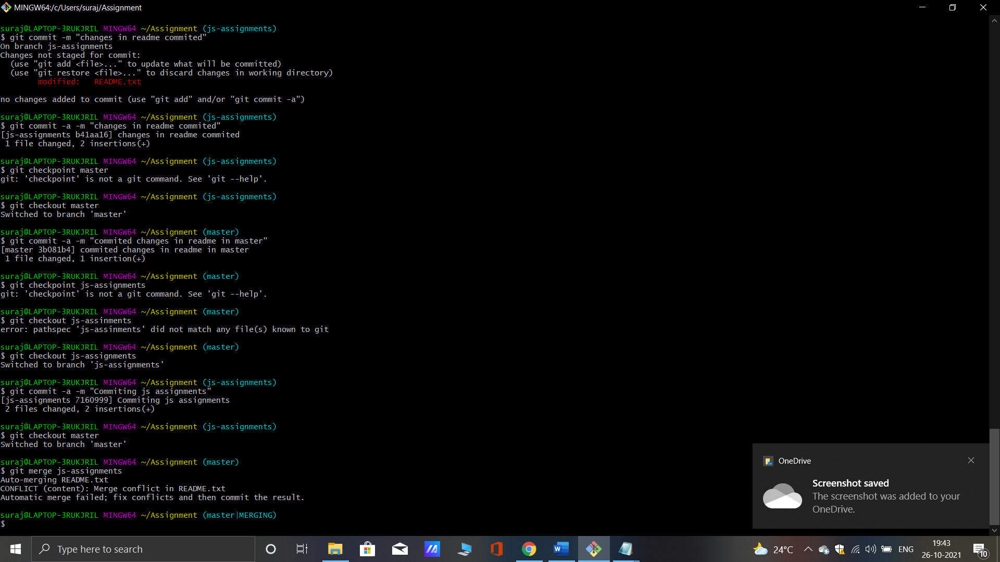 MINGW64:/c/Users/suraj/Assignment
suraj@LAPTOP-3RUKJRIL MINGW64 ~/Assignment (js-assignments)
$ git commit -m "changes in readme commited"
On branch js-assignments
Changes not staged for commit:
  (use "git add <file>..." to update what will be committed)
  (use "git restore <file>..." to discard changes in working directory)
        modified:   README.txt
no changes added to commit (use "git add" and/or "git commit -a")
suraj@LAPTOP-3RUKJRIL MINGW64 ~/Assignment (js-assignments)
$ git commit -a -m "changes in readme commited"
[js-assignments b41aa16] changes in readme commited
 1 file changed, 2 insertions(+)
suraj@LAPTOP-3RUKJRIL MINGW64 ~/Assignment (js-assignments)
$ git checkpoint master
git: 'checkpoint' is not a git command. See 'git --help'.
suraj@LAPTOP-3RUKJRIL MINGW64 ~/Assignment (js-assignments)
$ git checkout master
Switched to branch 'master'
suraj@LAPTOP-3RUKJRIL MINGW64 ~/Assignment (master)
$ git commit -a -m "commited changes in readme in master"
[master 3b081b4] commited changes in readme in master
 1 file changed, 1 insertion(+)
suraj@LAPTOP-3RUKJRIL MINGW64 ~/Assignment (master)
$ git checkpoint js-assignments
git: 'checkpoint' is not a git command. See 'git --help'.
suraj@LAPTOP-3RUKJRIL MINGW64 ~/Assignment (master)
$ git checkout js-assinments
error: pathspec 'js-assinments' did not match any file(s) known to git
suraj@LAPTOP-3RUKJRIL MINGW64 ~/Assignment (master)
$ git checkout js-assignments
Switched to branch 'js-assignments'
suraj@LAPTOP-3RUKJRIL MINGW64 ~/Assignment (js-assignments)
$ git commit -a -m "Commiting js assignments"
[js-assignments 7160999] Commiting js assignments
 2 files changed, 2 insertions(+)
suraj@LAPTOP-3RUKJRIL MINGW64 ~/Assignment (js-assignments)
$ git checkout master
Switched to branch 'master'
suraj@LAPTOP-3RUKJRIL MINGW64 ~/Assignment (master)
$ git merge js-assignments
Auto-merging README.txt
CONFLICT (content): Merge conflict in README.txt
Automatic merge failed; fix conflicts and then commit the result.
suraj@LAPTOP-3RUKJRIL MINGW64 ~/Assignment (master|MERGING)
$
OneDrive
Screenshot saved
The screenshot was added to your
OneDrive.
Type here to search
24°C
ENG
19:43
26-10-2021
10